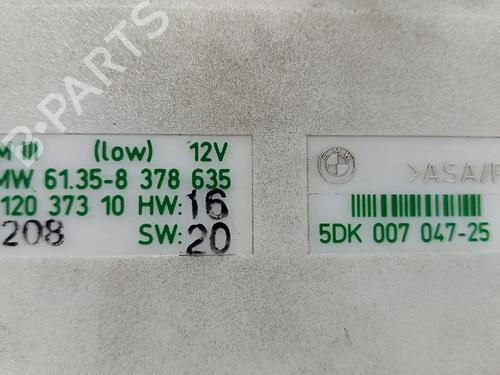 B-PARTS
M III (low) 12V
MW 61.35-8 378 635
120 373 10 HW: 16
208 SW: 20
BMW
>ASA/P
5DK 007 047-25